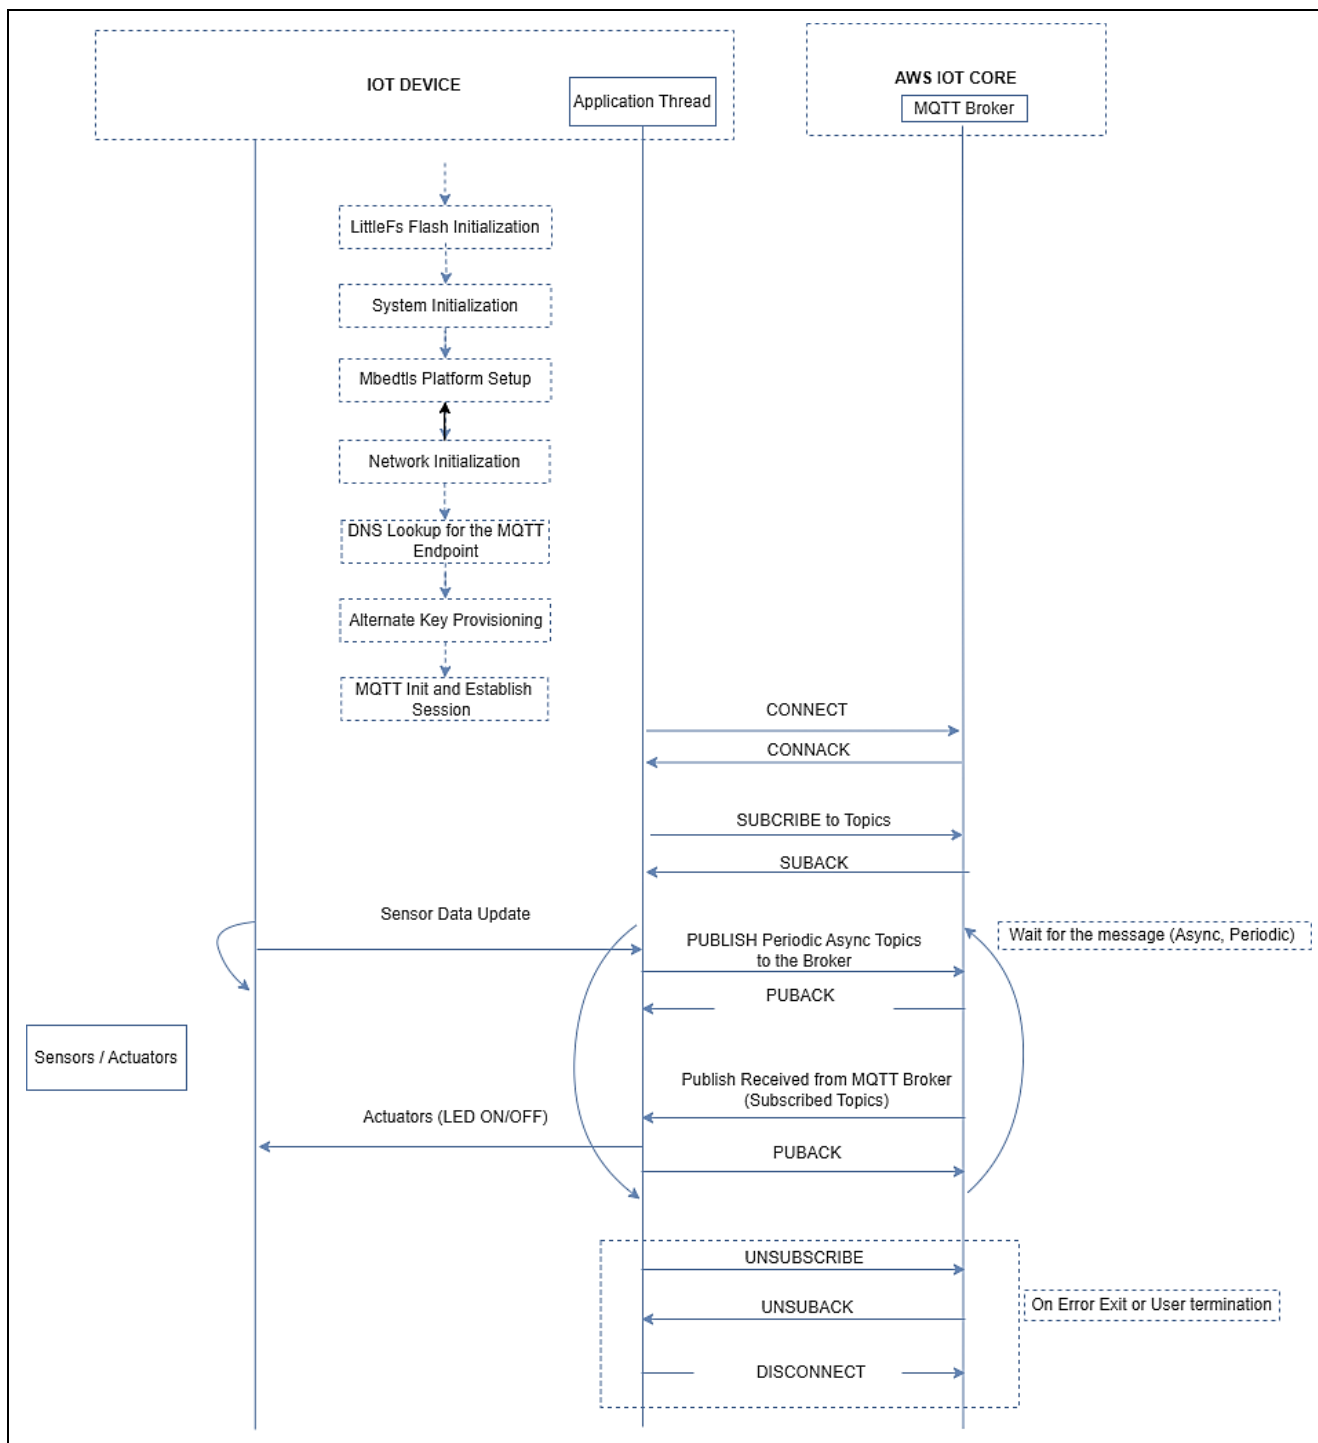 IOT DEVICE
Application Thread
AWS IOT CORE
MQTT Broker
LittleFs Flash Initialization
System Initialization
Mbedtls Platform Setup
Network Initialization
DNS Lookup for the MQTT
Endpoint
Alternate Key Provisioning
MQTT Init and Establish
Session
CONNECT
CONNACK
SUBCRIBE to Topics
SUBACK
Sensor Data Update
PUBLISH Periodic Async Topics
to the Broker
Wait for the message (Async, Periodic)
PUBACK
Sensors / Actuators
Publish Received from MQTT Broker
(Subscribed Topics)
Actuators (LED ON/OFF)
PUBACK
UNSUBSCRIBE
UNSUBACK
On Error Exit or User termination
DISCONNECT